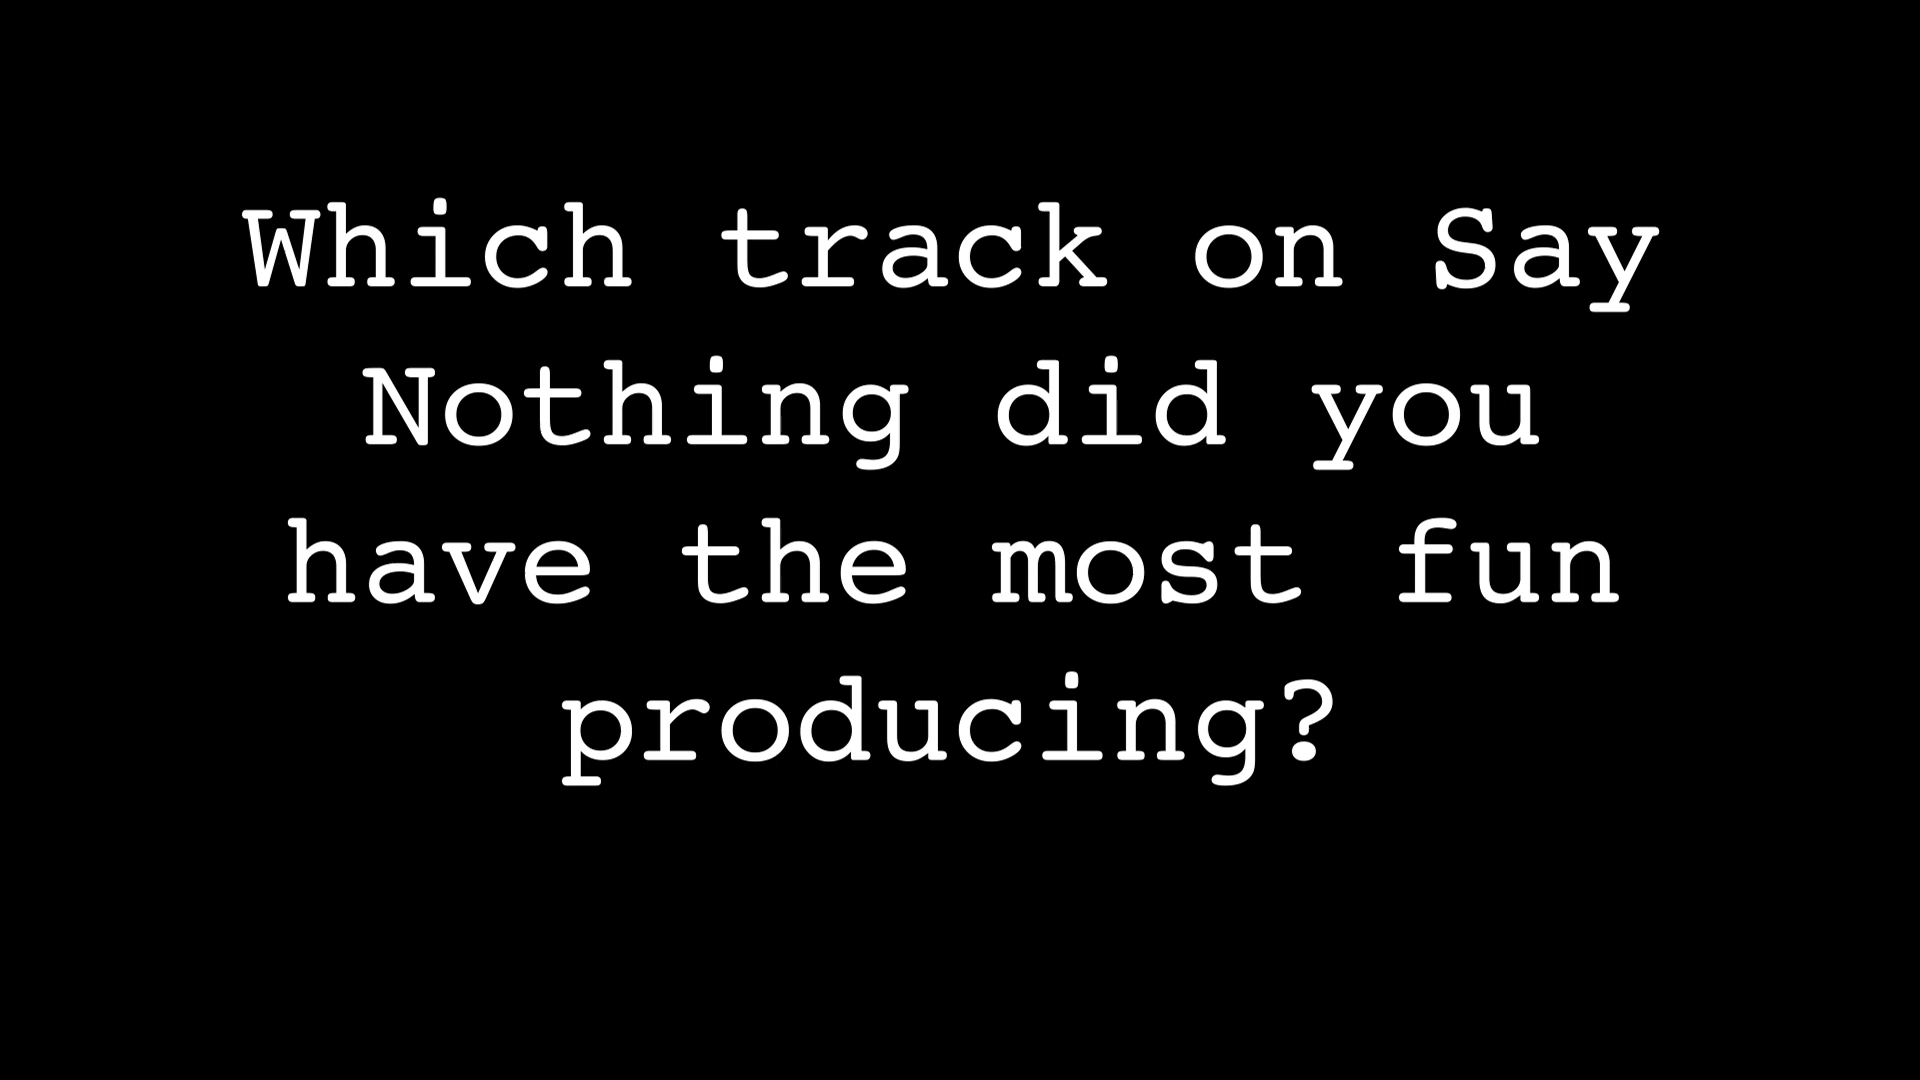 Which track on Say
Nothing did you
have the most fun
producing?